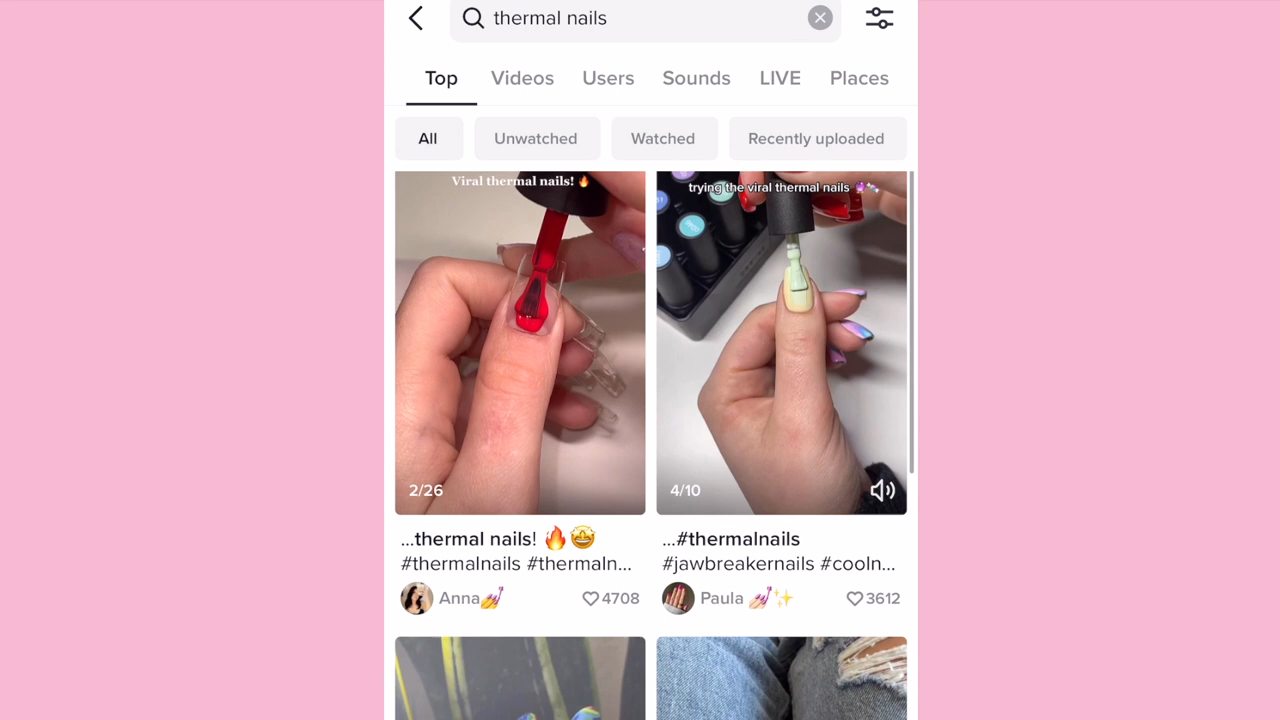 thermal nails
Top Videos Users Sounds LIVE Places
All Unwatched Watched Recently uploaded
Viral thermal nails! 🔥
trying the viral thermal nails 🔮💫
2/26
4/10
...thermal nails! 🔥🤩
#thermalnails #thermaln...
Anna💅 4708
...#thermalnails
#jawbreakernails #cooln...
Paula 💅🏻✨ 3612